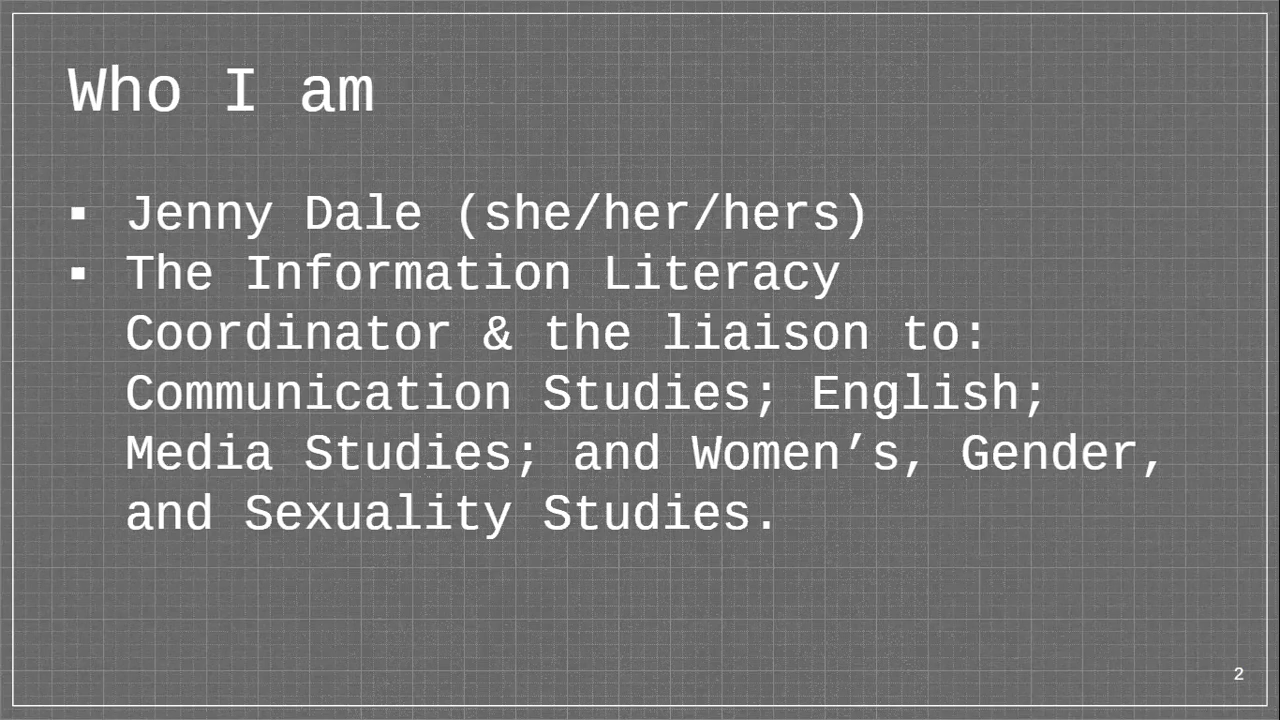 Who I am
▪ Jenny Dale (she/her/hers)
▪ The Information Literacy
Coordinator & the liaison to:
Communication Studies; English;
Media Studies; and Women’s, Gender,
and Sexuality Studies.
2